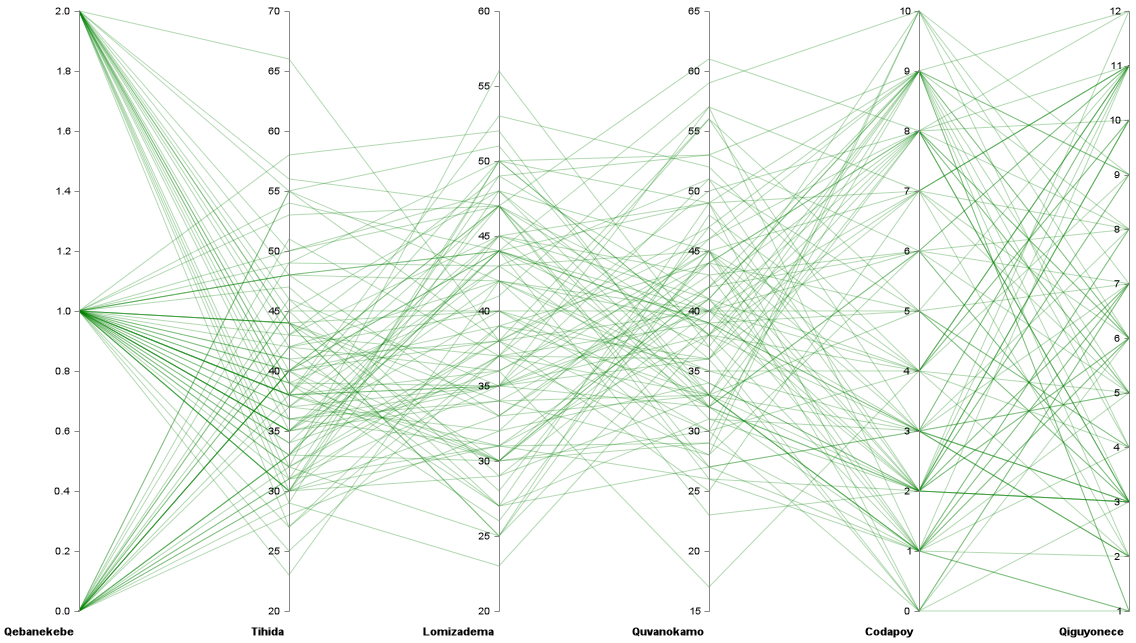 2.0 70 60 65 10 12
1.8 65 55 60 9 11
1.6 60 50 55 8 10
1.4 55 45 50 7 9
1.2 50 40 45 6 8
1.0 45 35 40 5 7
0.8 40 30 35 4 6
0.6 35 25 30 3 5
0.4 30 20 25 2 4
0.2 25 20 1 3
0.0 20 15 0 2
1
Qebanekebe Tihida Lomizadema Quvanokamo Codapoy Qiguyonece